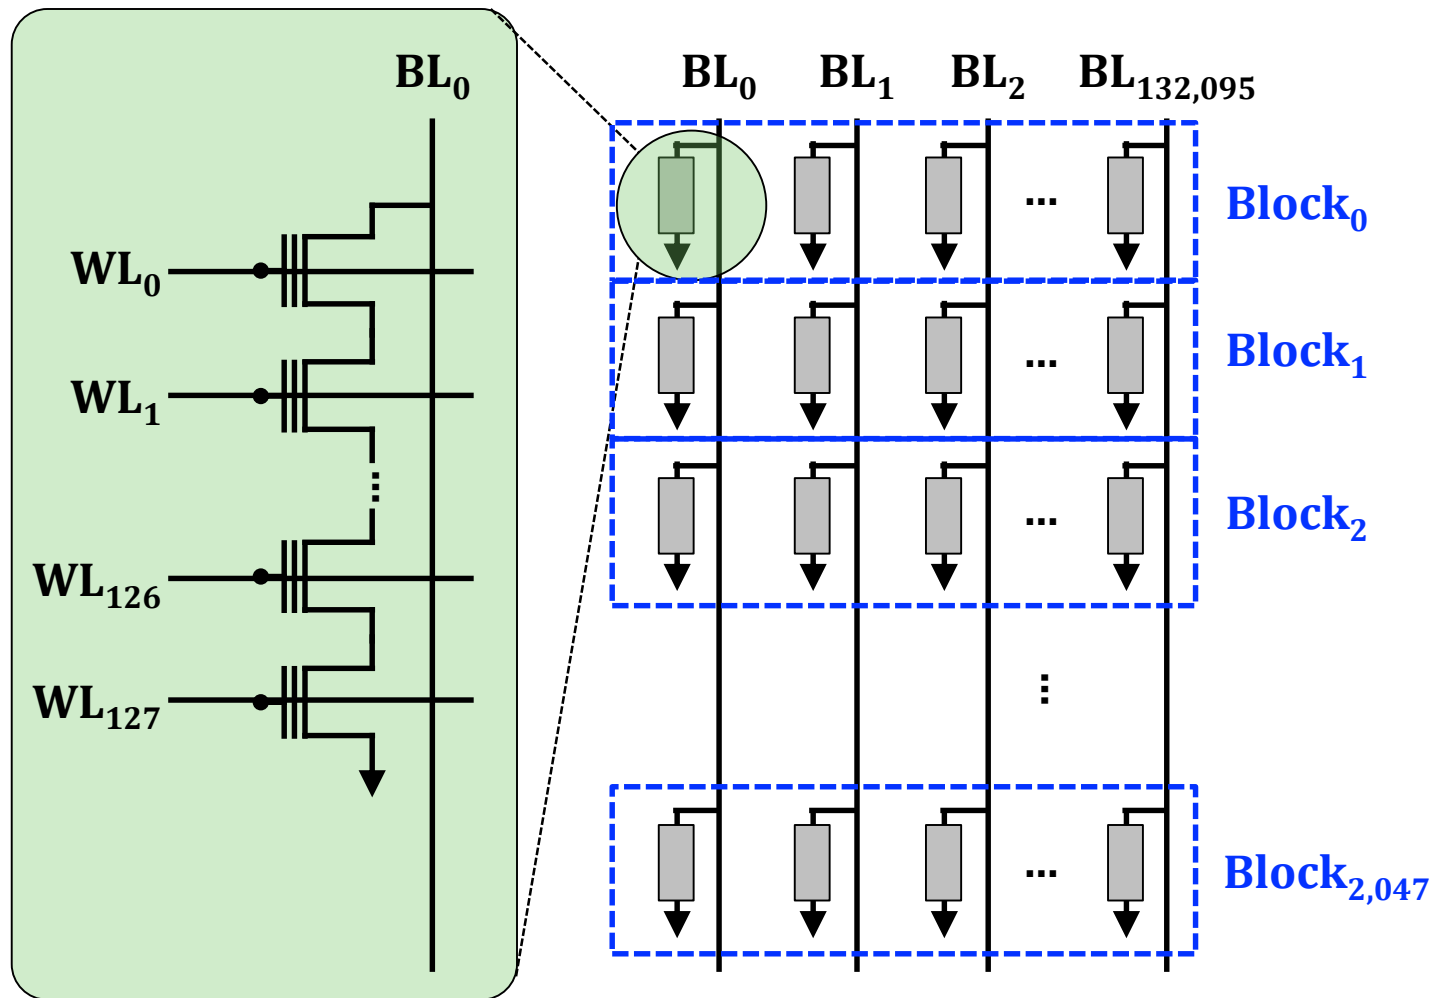 BL₀
WL₀
WL₁
...
WL₁₂₆
WL₁₂₇
BL₀ BL₁ BL₂ BL₁₃₂,₀₉₅
... Block₀
... Block₁
... Block₂
...
... Block₂,₀₄₇